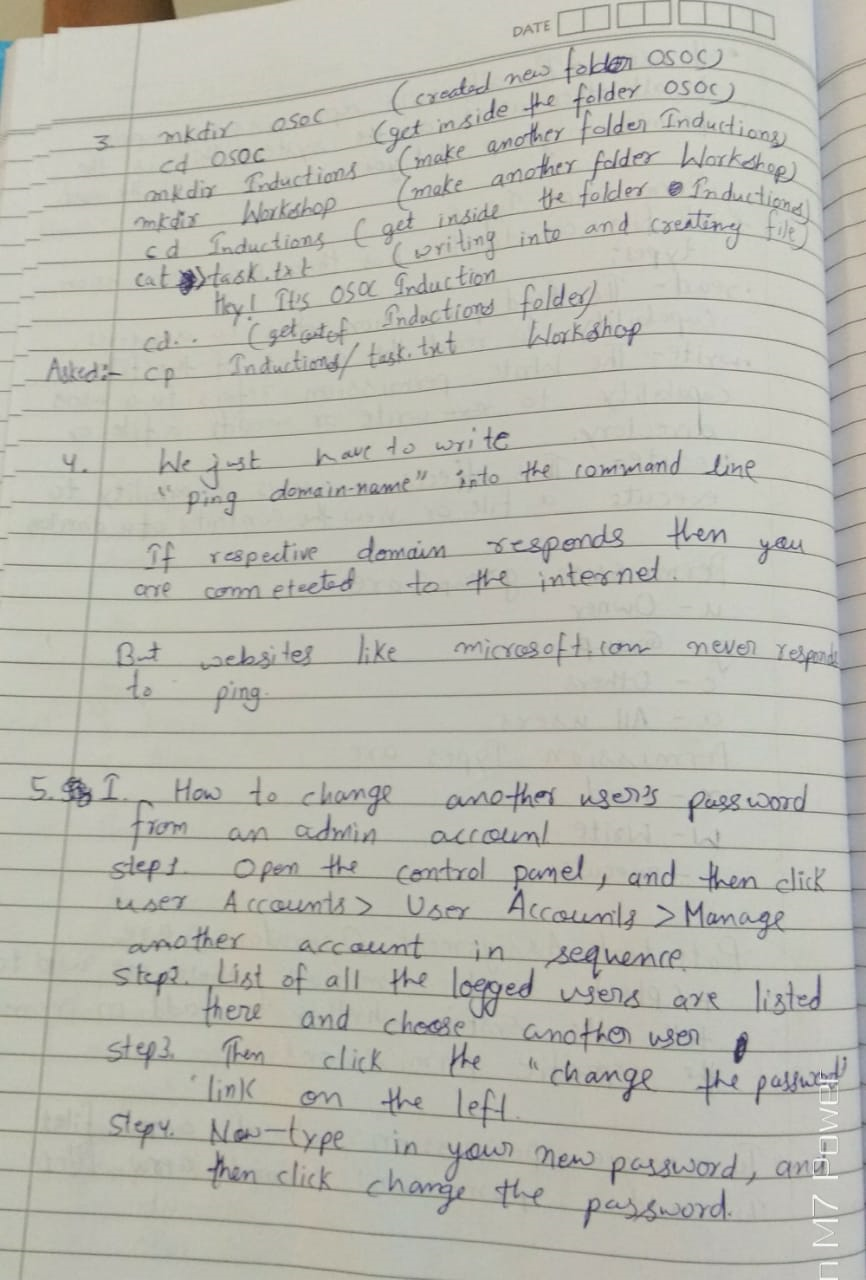 DATE
3. mkdir OSOC (created new folder OSOC)
cd OSOC (get inside the folder OSOC)
mkdir Inductions (make another folder Inductions)
mkdir Workshop (make another folder Workshop)
cd Inductions (get inside the folder Inductions)
cat > task.txt (writing into and creating file)
Hey! It's OSOC Induction
cd.. (get out of Inductions folder)
Asked:- cp Inductions/task.txt Workshop
4. We just have to write
"ping domain-name" into the command line
If respective domain responds then you
are connetected to the internet.
But websites like microsoft.com never responds
to ping.
5. I. How to change another user's password
from an admin account
step1. Open the control panel, and then click
user Accounts > User Accounts > Manage
another account in sequence.
Step2. List of all the logged users are listed
there and choose another user
step3. Then click the "change the password"
link on the left.
Step4. Now type in your new password, and
then click change the password.
n M7 Power